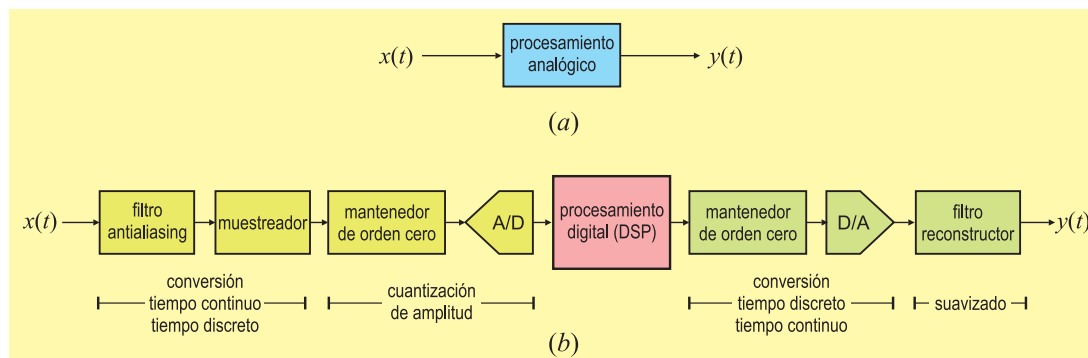 x(t)
procesamiento
analógico
y(t)
(a)
x(t)
filtro
antialiasing
muestreador
mantenedor
de orden cero
A/D
procesamiento
digital (DSP)
mantenedor
de orden cero
D/A
filtro
reconstructor
y(t)
conversión
tiempo continuo
tiempo discreto
cuantización
de amplitud
conversión
tiempo discreto
tiempo continuo
suavizado
(b)